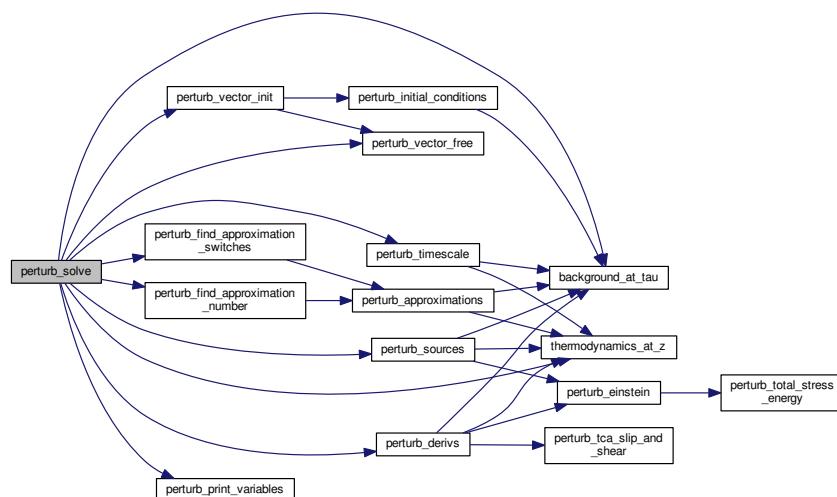 perturb_vector_init
perturb_initial_conditions
perturb_vector_free
perturb_find_approximation
_switches
perturb_timescale
perturb_solve
background_at_tau
perturb_find_approximation
_number
perturb_approximations
perturb_sources
thermodynamics_at_z
perturb_einstein
perturb_total_stress
_energy
perturb_derivs
perturb_tca_slip_and
_shear
perturb_print_variables